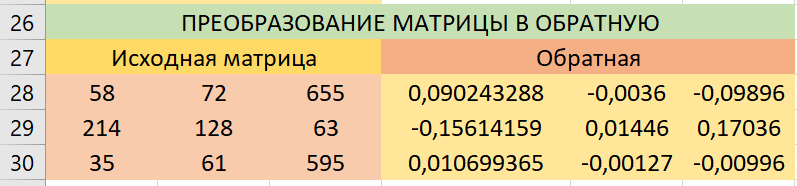 26 ПРЕОБРАЗОВАНИЕ МАТРИЦЫ В ОБРАТНУЮ
27 Исходная матрица Обратная
28 58 72 655 0,090243288 -0,0036 -0,09896
29 214 128 63 -0,15614159 0,01446 0,17036
30 35 61 595 0,010699365 -0,00127 -0,00996